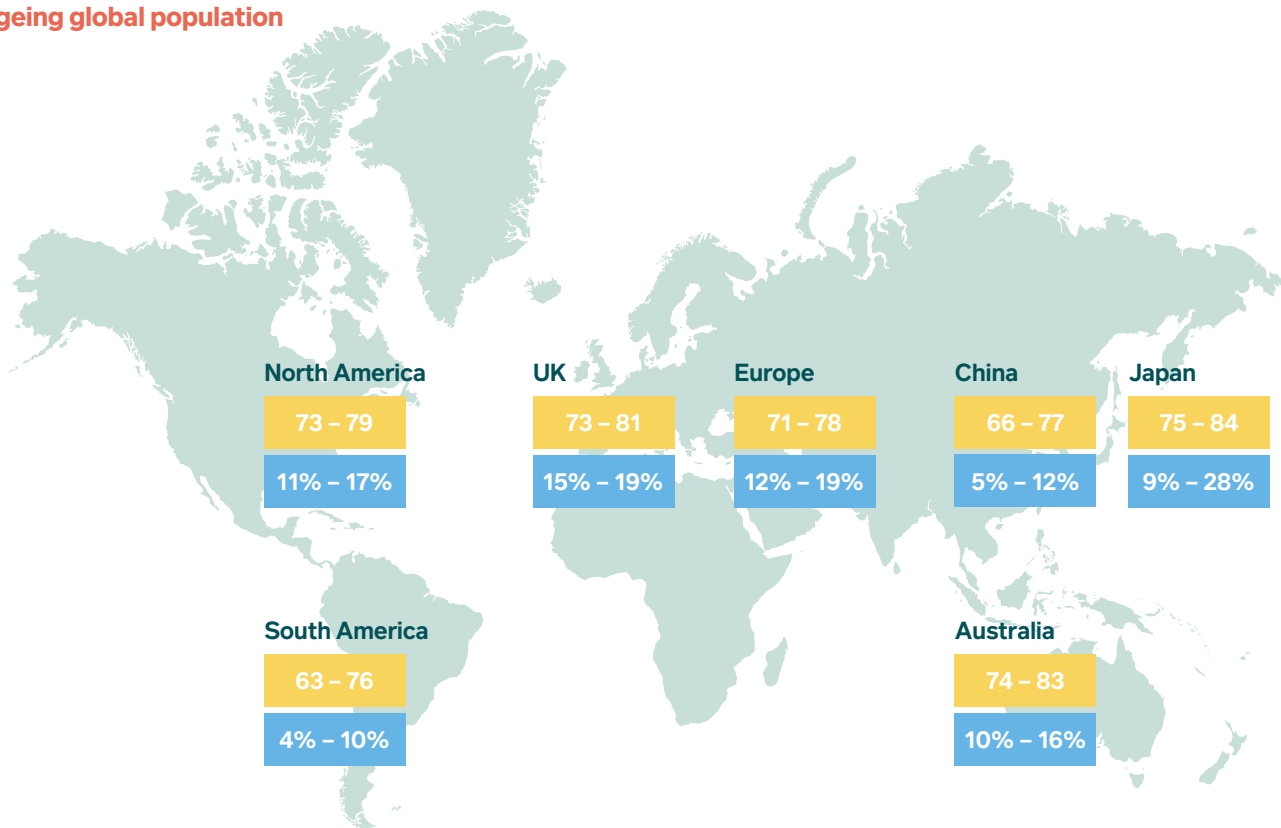 geing global population
North America
73 – 79
11% – 17%
UK
73 – 81
15% – 19%
Europe
71 – 78
12% – 19%
China
66 – 77
5% – 12%
Japan
75 – 84
9% – 28%
South America
63 – 76
4% – 10%
Australia
74 – 83
10% – 16%